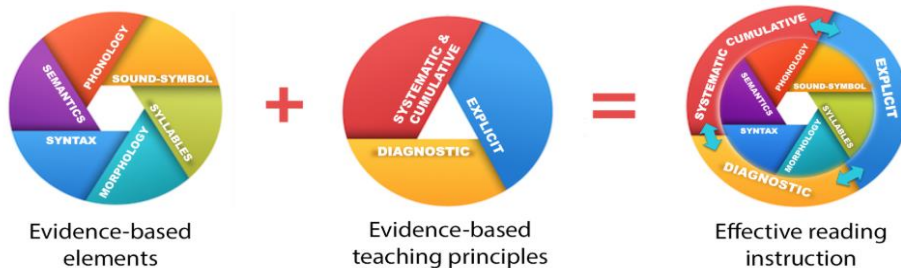 PHONOLOGY
SOUND-SYMBOL
SYLLABLES
MORPHOLOGY
SYNTAX
SEMANTICS
+
SYSTEMATIC &
CUMULATIVE
EXPLICIT
DIAGNOSTIC
=
SYSTEMATIC CUMULATIVE
EXPLICIT
DIAGNOSTIC
PHONOLOGY
SOUND-SYMBOL
SYLLABLES
MORPHOLOGY
SYNTAX
SEMANTICS
Evidence-based
elements
Evidence-based
teaching principles
Effective reading
instruction